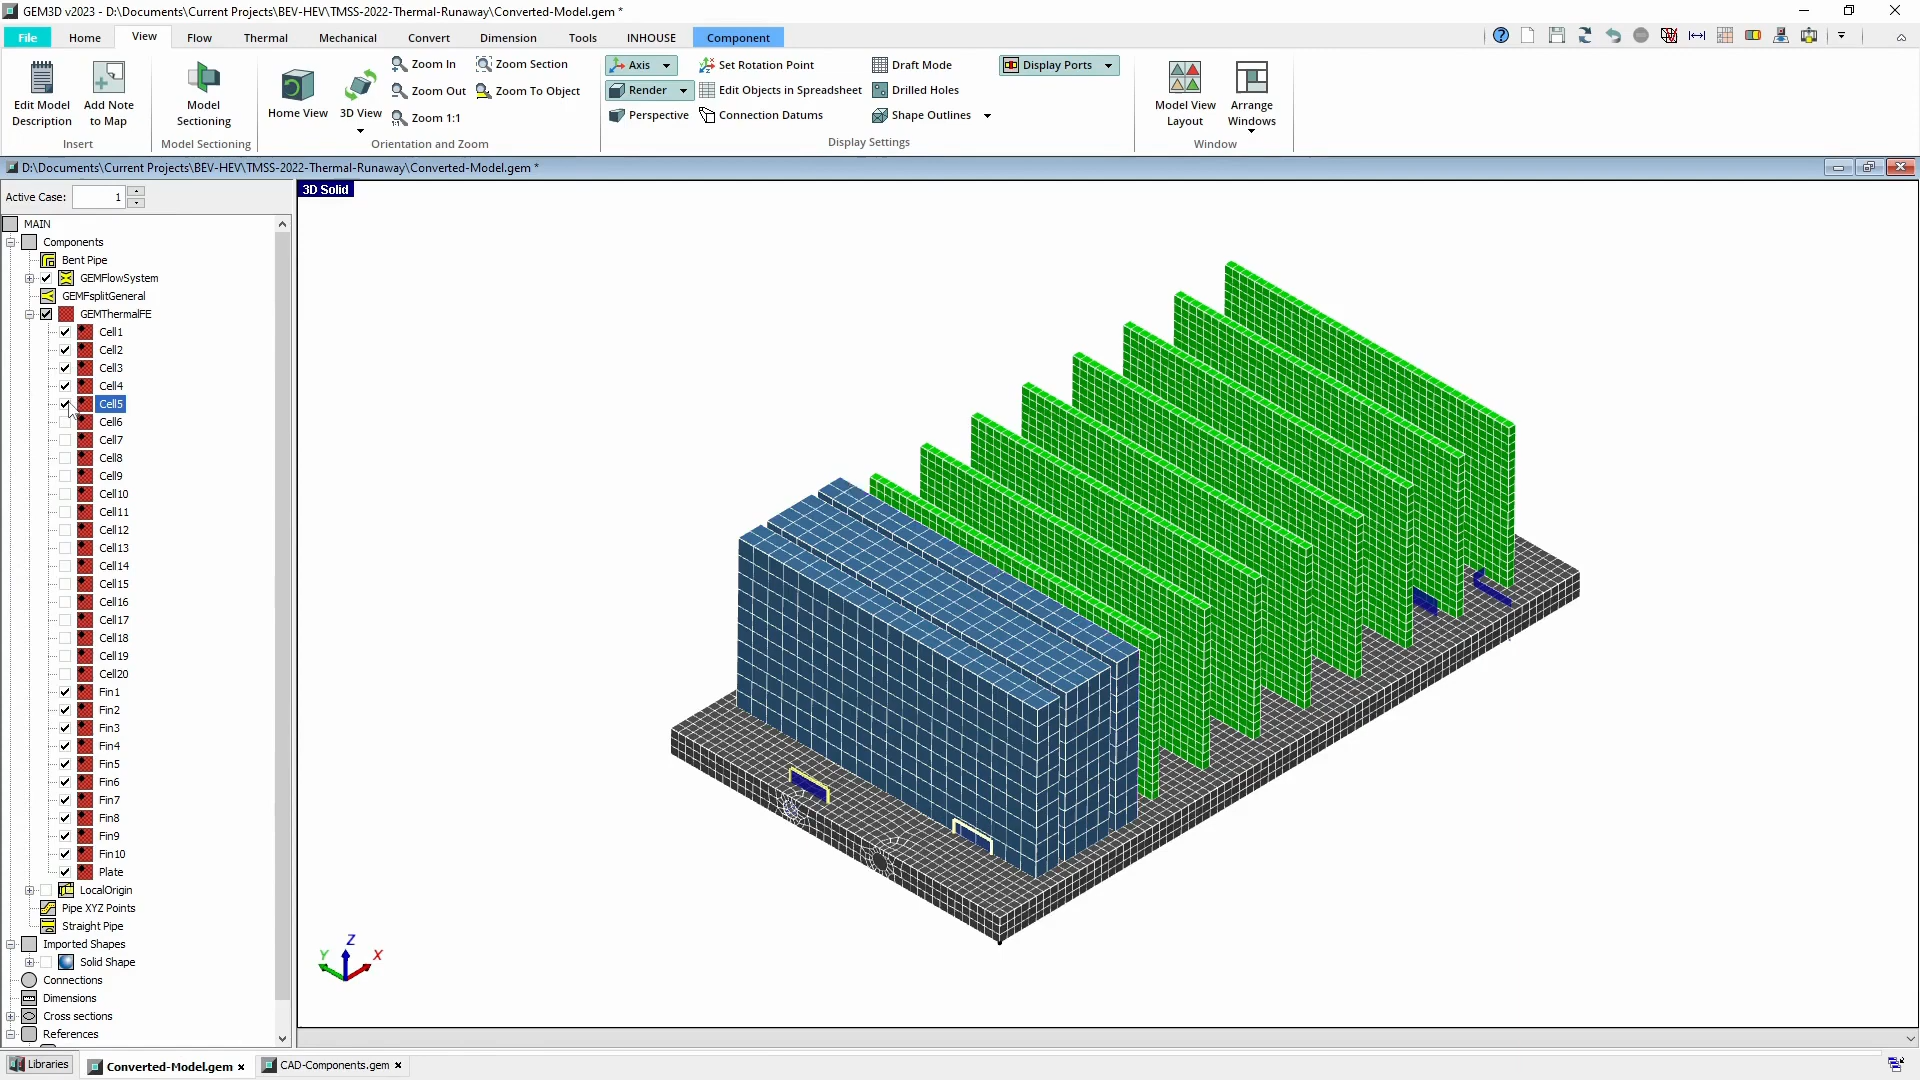 GEM3D v2023 - D:\Documents\Current Projects\BEV-HEV\TMSS-2022-Thermal-Runaway\Converted-Model.gem *
File Home View Flow Thermal Mechanical Convert Dimension Tools INHOUSE Component
Edit Model Description
Add Note to Map
Insert
Model Sectioning
Model Sectioning
Home View
3D View
Zoom In
Zoom Out
Zoom 1:1
Zoom Section
Zoom To Object
Orientation and Zoom
Axis
Render
Perspective
Set Rotation Point
Edit Objects in Spreadsheet
Connection Datums
Draft Mode
Drilled Holes
Shape Outlines
Display Ports
Display Settings
Model View Layout
Arrange Windows
Window
D:\Documents\Current Projects\BEV-HEV\TMSS-2022-Thermal-Runaway\Converted-Model.gem *
Active Case: 1
3D Solid
MAIN
Components
Bent Pipe
GEMFlowSystem
GEMFsplitGeneral
GEMThermalFE
Cell1
Cell2
Cell3
Cell4
Cell5
Cell6
Cell7
Cell8
Cell9
Cell10
Cell11
Cell12
Cell13
Cell14
Cell15
Cell16
Cell17
Cell18
Cell19
Cell20
Fin1
Fin2
Fin3
Fin4
Fin5
Fin6
Fin7
Fin8
Fin9
Fin10
Plate
LocalOrigin
Pipe XYZ Points
Straight Pipe
Imported Shapes
Solid Shape
Connections
Dimensions
Cross sections
References
Z
Y
X
Libraries
Converted-Model.gem ×
CAD-Components.gem ×